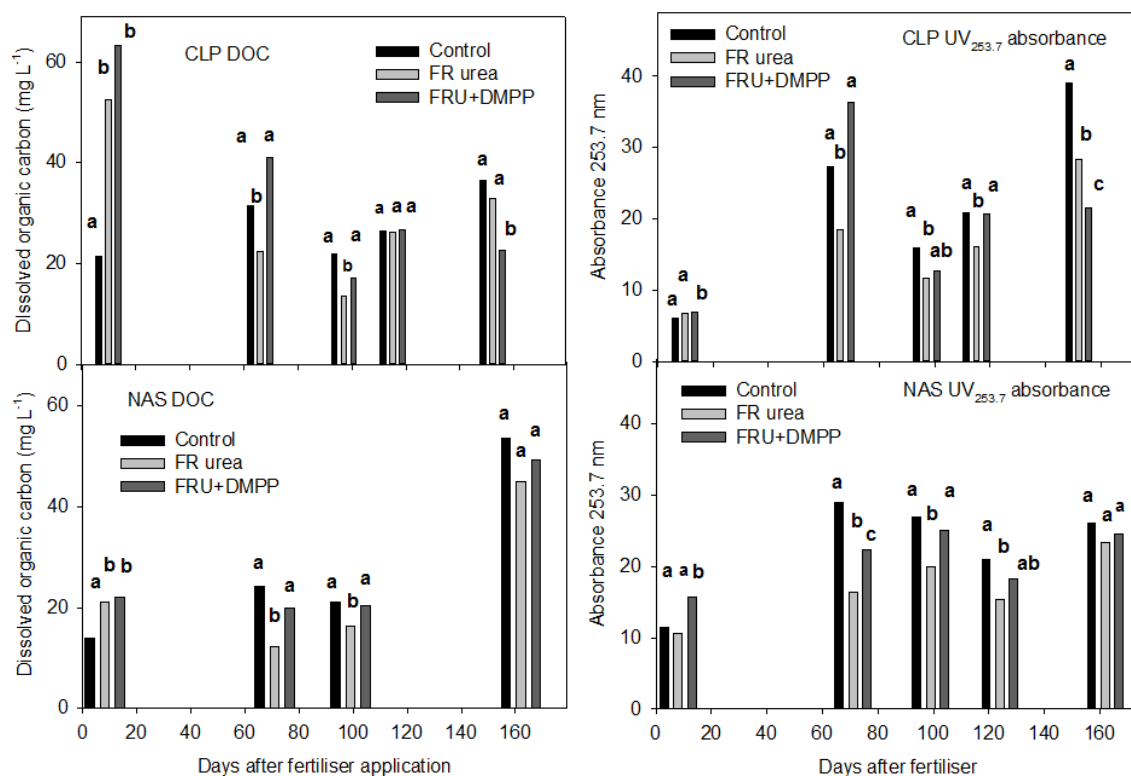 CLP DOC
Control
FR urea
FRU+DMPP
DIssolved organic carbon (mg L-1)
60
40
20
0
a b b
a b a
a b a
a a a
a a b
CLP UV253.7 absorbance
Control
FR urea
FRU+DMPP
Absorbance 253.7 nm
40
30
20
10
0
a a b
a b a
a b ab
a b a
a b c
NAS DOC
Control
FR urea
FRU+DMPP
Dissolved organic carbon (mg L-1)
60
40
20
0
a b b
a b a
a b a
a a a
0 20 40 60 80 100 120 140 160
Days after fertiliser application
NAS UV253.7 absorbance
Control
FR urea
FRU+DMPP
Absorbance 253.7 nm
40
30
20
10
0
a a b
a b c
a b a
a b ab
a a a
0 20 40 60 80 100 120 140 160
Days after fertiliser